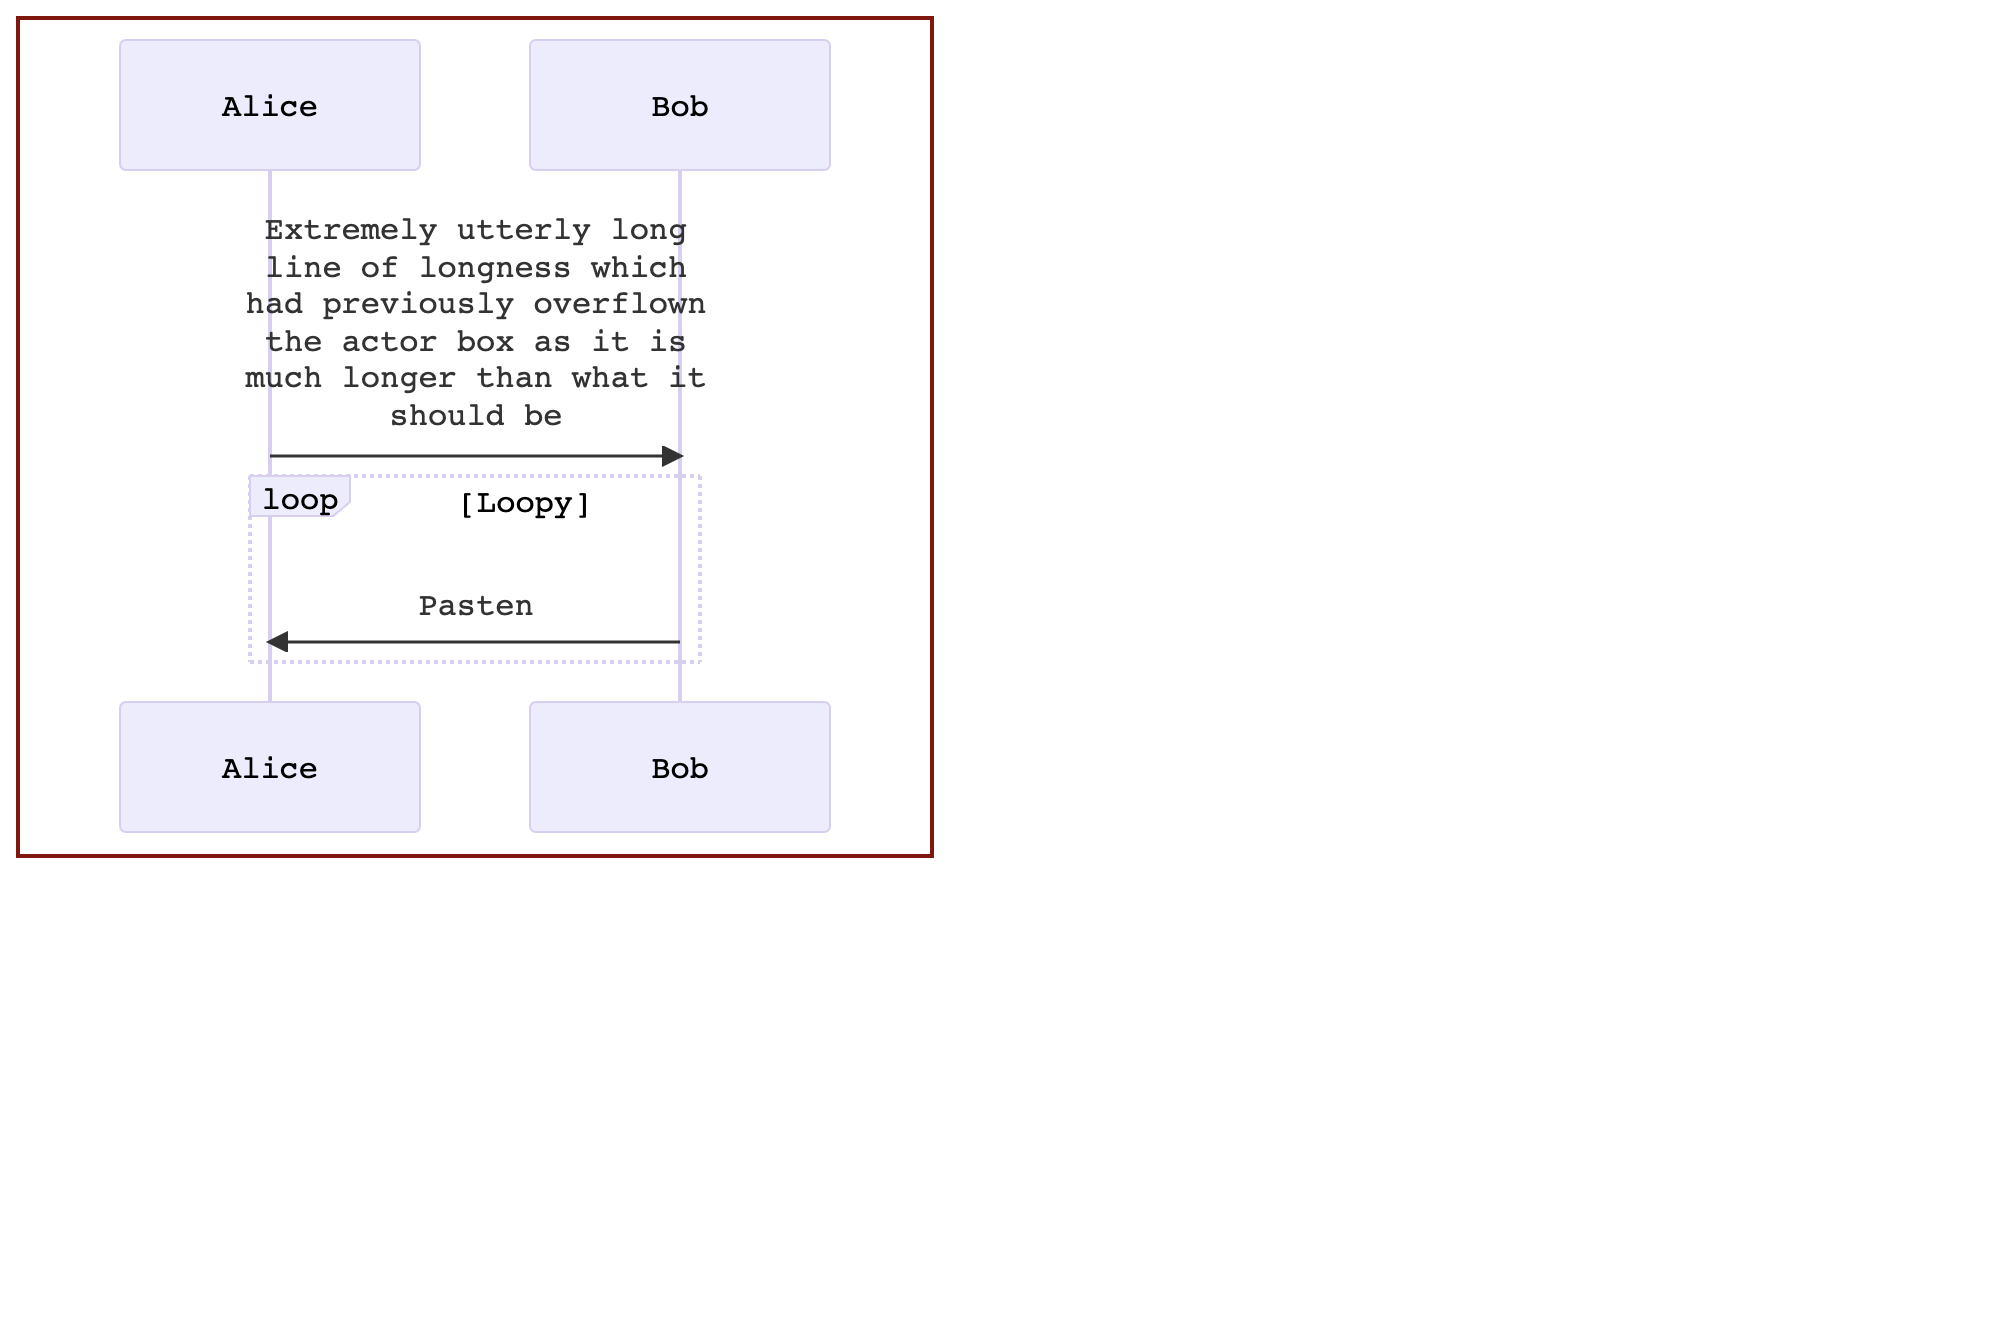 Alice
Bob
Extremely utterly long
line of longness which
had previously overflown
the actor box as it is
much longer than what it
should be
loop
[Loopy]
Pasten
Alice
Bob